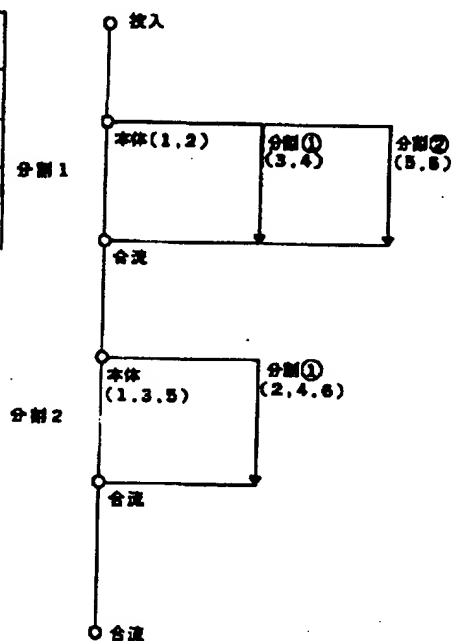 投入
本体(1,2)
分割①
(3,4)
分割②
(5,6)
分割1
合流
本体
(1.3.5)
分割①
(2,4.6)
分割2
合流
合流